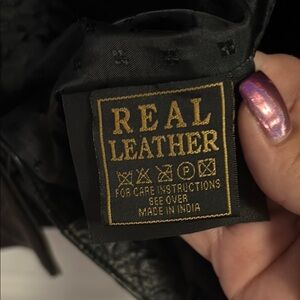 REAL
LEATHER
P
FOR CARE INSTRUCTIONS
SEE OVER
MADE IN INDIA